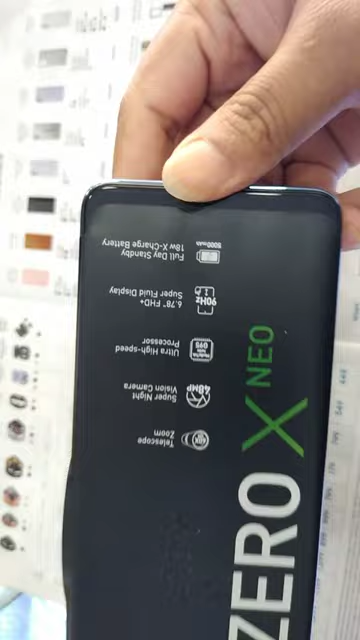 ZERO X NEO
Telescope
Zoom
48MP
Super Night
Vision Camera
G95
Ultra High-speed
Processor
90Hz
6.78" FHD+
Super Fluid Display
5000mAh
Full Day Standby
18w X-Charge Battery